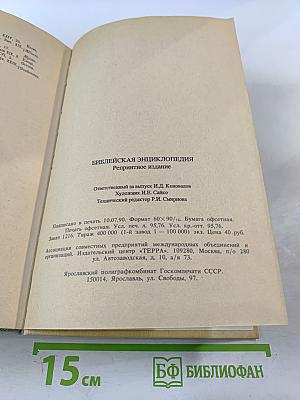 БИБЛЕЙСКАЯ ЭНЦИКЛОПЕДИЯ
Репринтное издание
Ответственный за выпуск И.Д. Коновалов
Художник И.Е. Сайко
Технический редактор Р.И. Смирнова
Подписано в печать 10.07.90. Формат 60×90/16. Бумага офсетная.
Печать офсетная. Усл. печ. л. 95,76. Усл. кр.-отт. 95,76.
Заказ 1216. Тираж 400 000 (1-й завод 1 — 100 000) экз. Цена 40 руб.
Ассоциация совместных предприятий международных объединений и
организаций. Издательский центр «ТЕРРА». 109280, Москва, п/о 280
ул. Автозаводская, д. 10, а/я 73.
Ярославский полиграфкомбинат Госкомпечати СССР.
150014, Ярославль, ул. Свободы, 97.
15 см
БФ БИБЛИОФАН